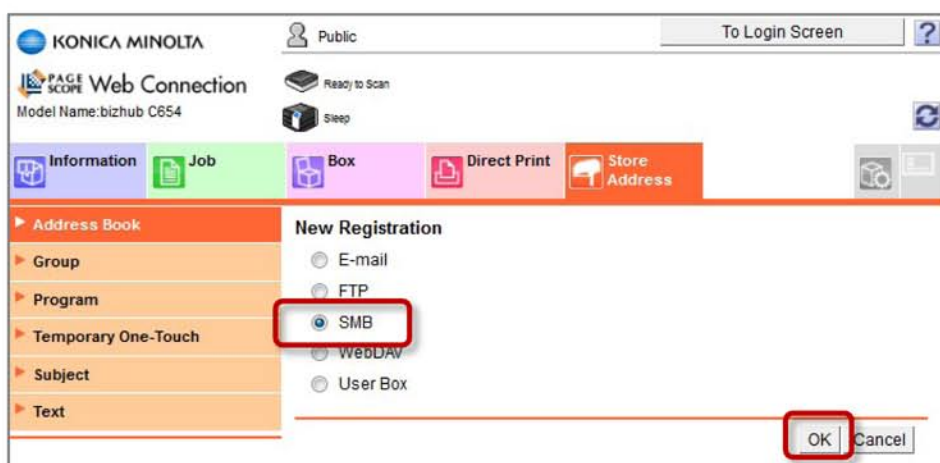 KONICA MINOLTA
Public
To Login Screen
?
PAGE SCOPE Web Connection
Ready to Scan
Model Name:bizhub C654
Sleep
Information
Job
Box
Direct Print
Store Address
Address Book
Group
Program
Temporary One-Touch
Subject
Text
New Registration
E-mail
FTP
SMB
WebDAV
User Box
OK
Cancel